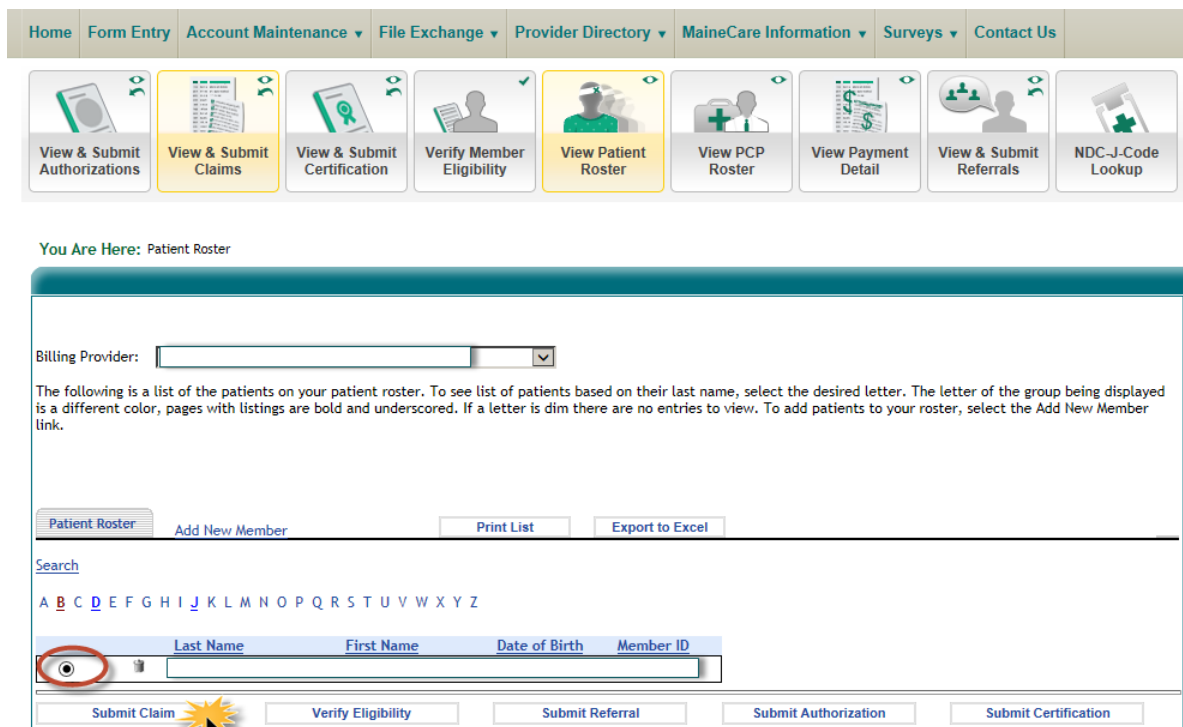 Home Form Entry Account Maintenance File Exchange Provider Directory MaineCare Information Surveys Contact Us
View & Submit Authorizations
View & Submit Claims
View & Submit Certification
Verify Member Eligibility
View Patient Roster
View PCP Roster
View Payment Detail
View & Submit Referrals
NDC-J-Code Lookup
You Are Here: Patient Roster
Billing Provider:
The following is a list of the patients on your patient roster. To see list of patients based on their last name, select the desired letter. The letter of the group being displayed
is a different color, pages with listings are bold and underscored. If a letter is dim there are no entries to view. To add patients to your roster, select the Add New Member
link.
Patient Roster Add New Member Print List Export to Excel
Search
A B C D E F G H I J K L M N O P Q R S T U V W X Y Z
Last Name First Name Date of Birth Member ID
Submit Claim Verify Eligibility Submit Referral Submit Authorization Submit Certification